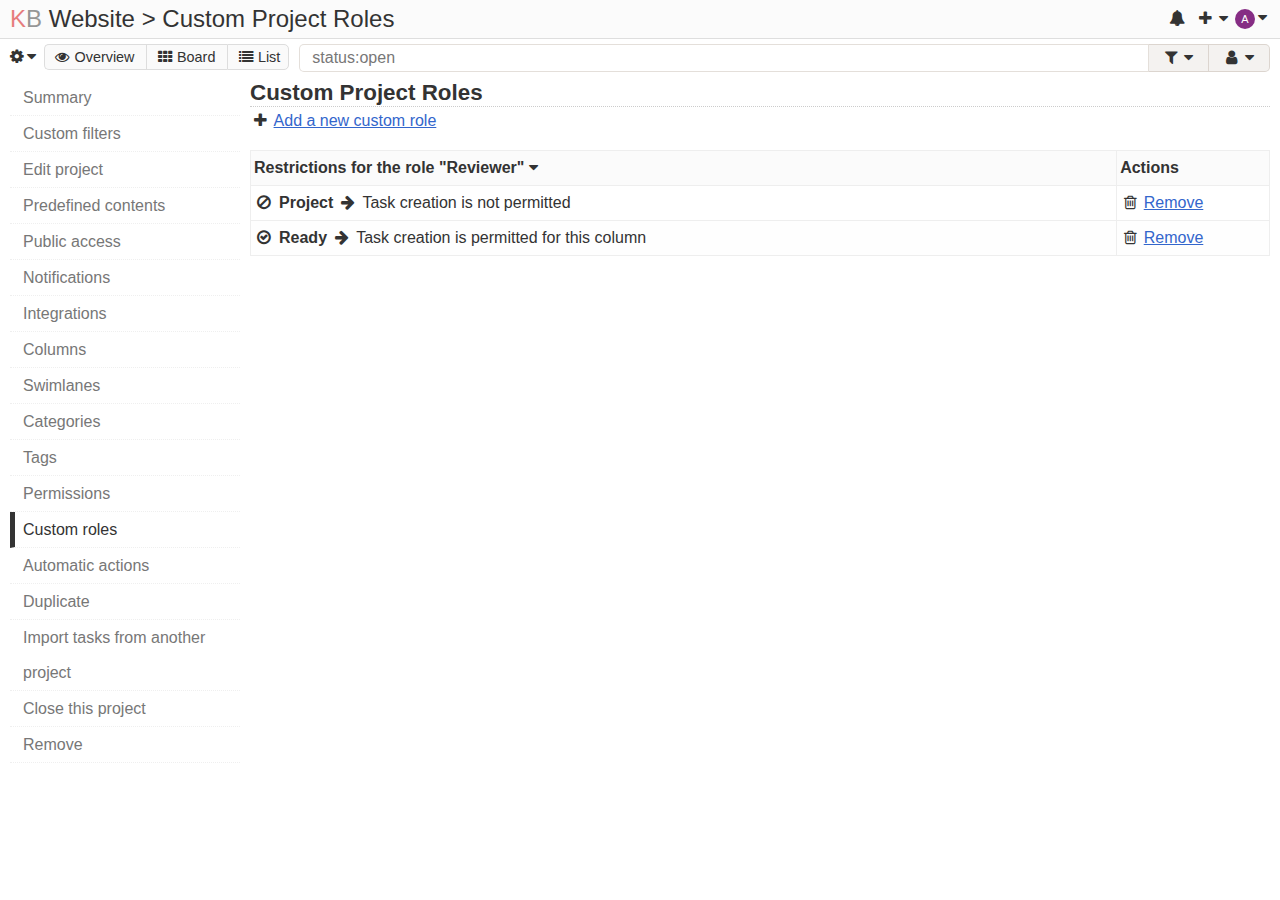 KB Website > Custom Project Roles
A
Overview Board List status:open
Summary
Custom filters
Edit project
Predefined contents
Public access
Notifications
Integrations
Columns
Swimlanes
Categories
Tags
Permissions
Custom roles
Automatic actions
Duplicate
Import tasks from another
project
Close this project
Remove
Custom Project Roles
Add a new custom role
Restrictions for the role "Reviewer" Actions
Project Task creation is not permitted Remove
Ready Task creation is permitted for this column Remove